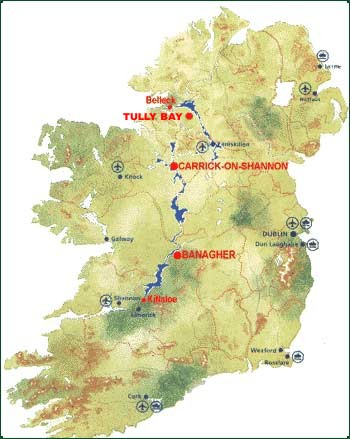 Larne
Belfast
Belleek
TULLY BAY
Enniskillen
CARRICK-ON-SHANNON
Knock
DUBLIN
Dun Laoghaire
Galway
BANAGHER
Shannon
Killaloe
Limerick
Wexford
Rosslare
Cork